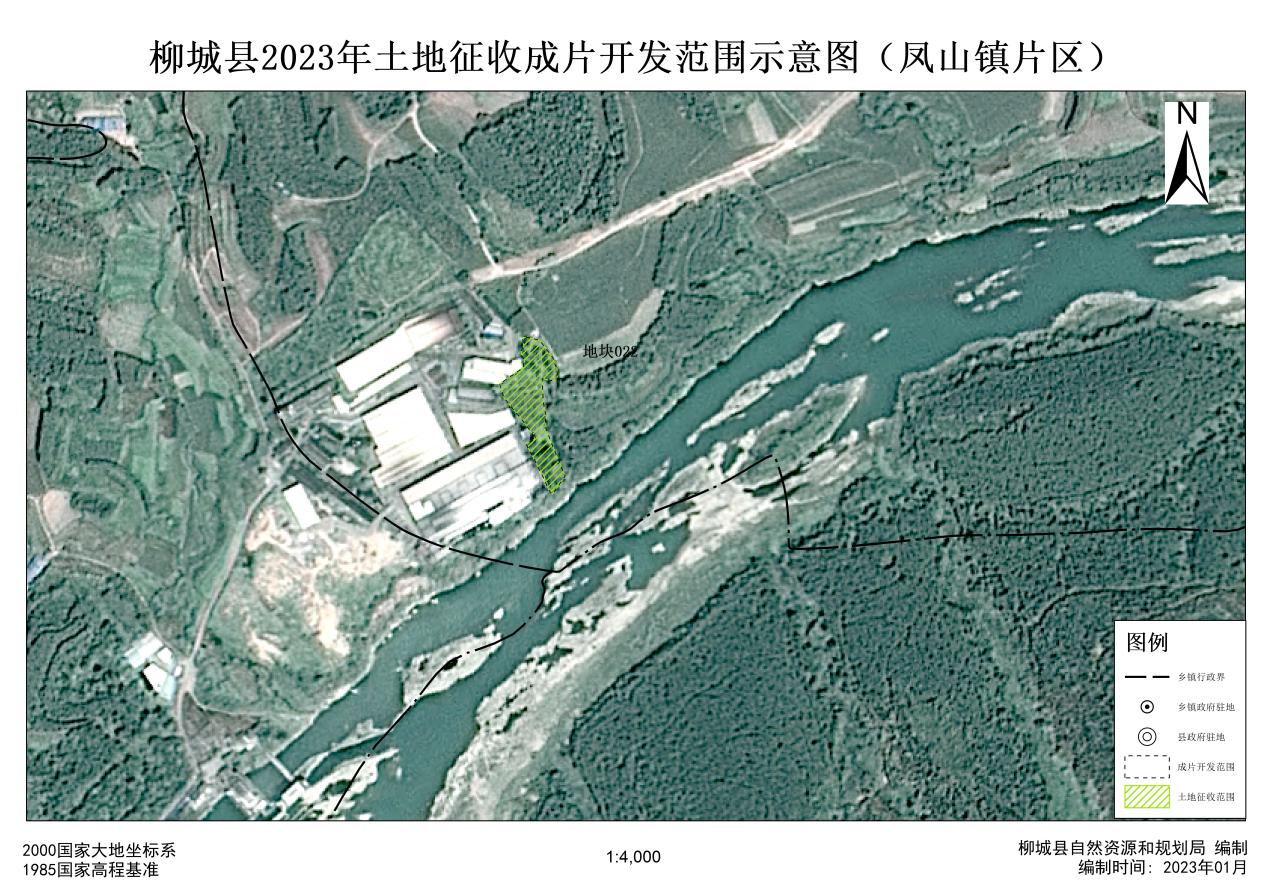 柳城县2023年土地征收成片开发范围示意图（凤山镇片区）
N
地块022
图例
乡镇行政界
乡镇政府驻地
县政府驻地
成片开发范围
土地征收范围
2000国家大地坐标系
1985国家高程基准
1:4,000
柳城县自然资源和规划局 编制
编制时间：2023年01月